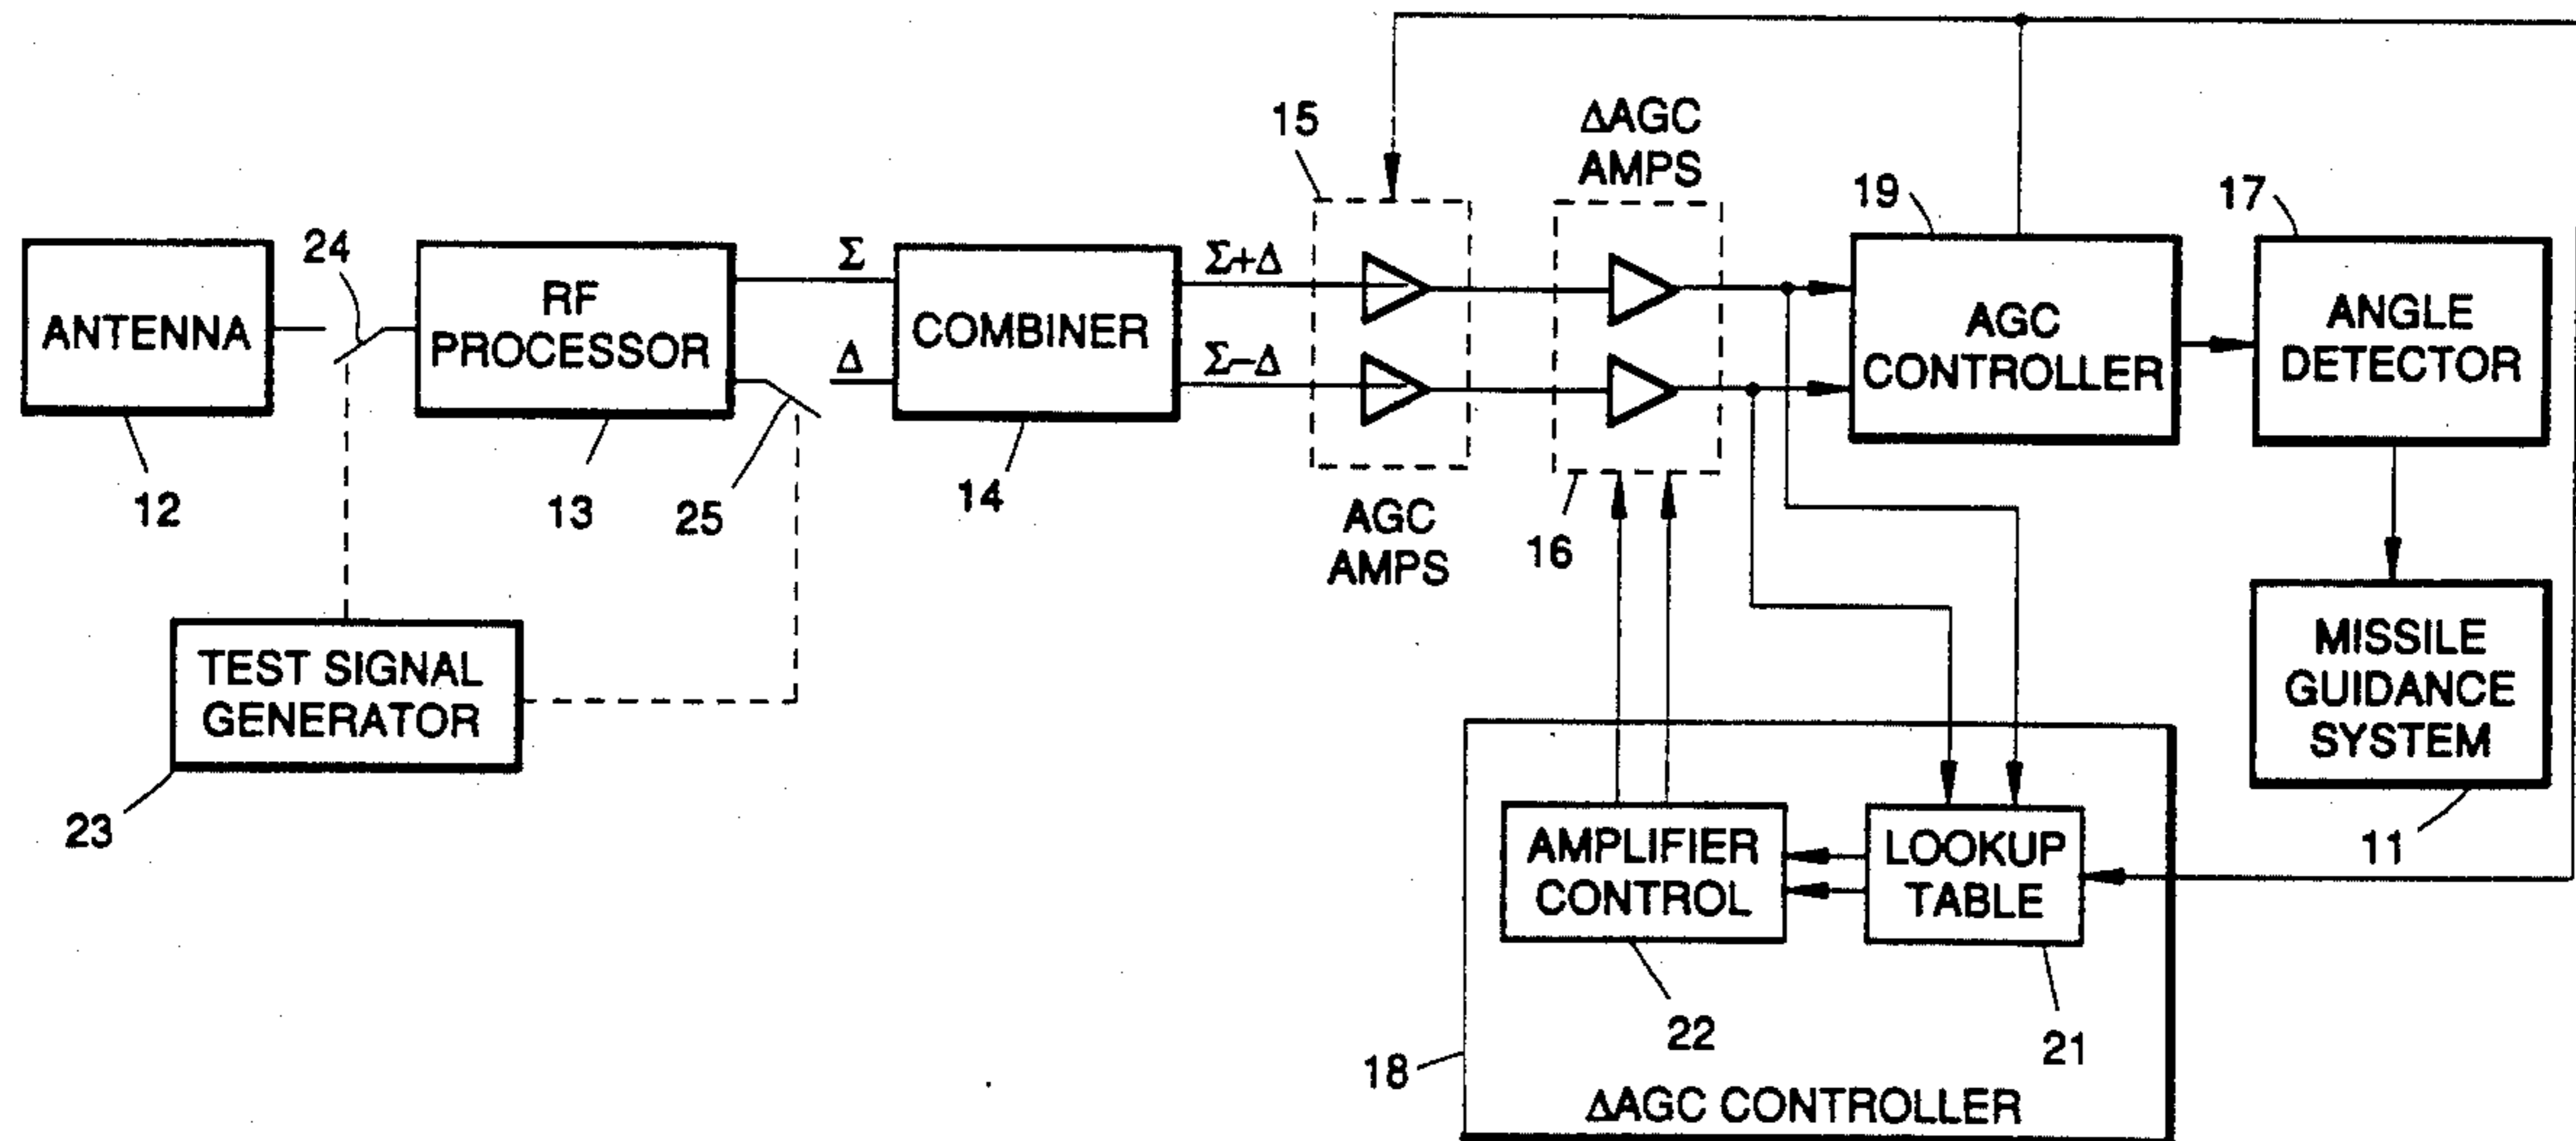 15
ΔAGC
AMPS
19
17
24
ANTENNA
RF
PROCESSOR
Σ
Δ
COMBINER
Σ+Δ
Σ−Δ
AGC
CONTROLLER
ANGLE
DETECTOR
12
13
25
14
AGC
AMPS
16
TEST SIGNAL
GENERATOR
23
MISSILE
GUIDANCE
SYSTEM
11
AMPLIFIER
CONTROL
LOOKUP
TABLE
22
21
18
ΔAGC CONTROLLER